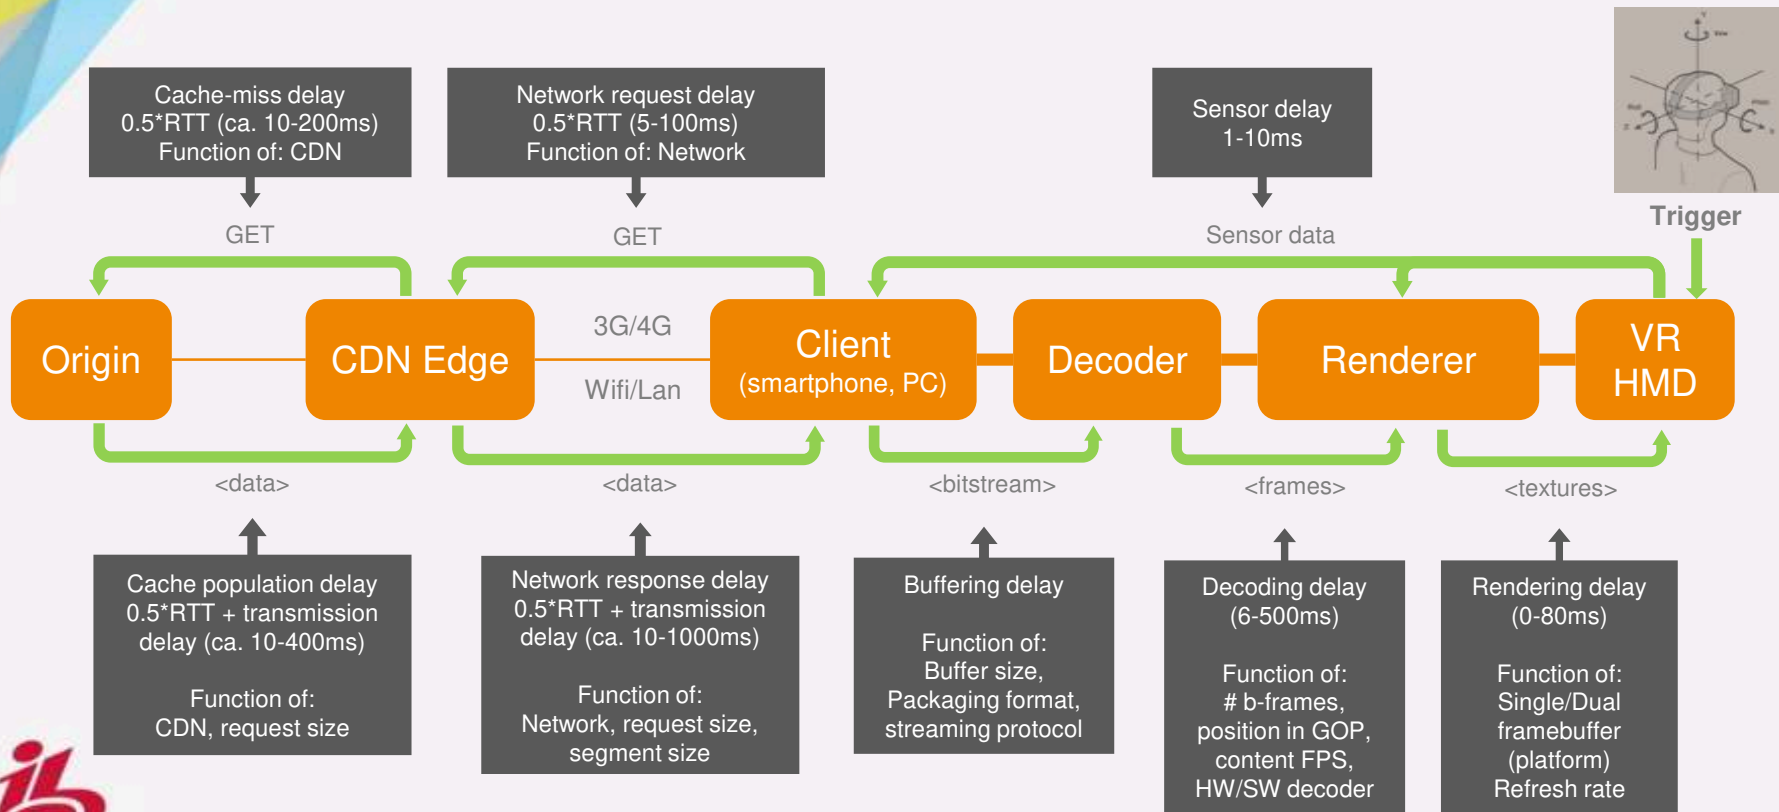 Cache-miss delay
0.5*RTT (ca. 10-200ms)
Function of: CDN
Network request delay
0.5*RTT (5-100ms)
Function of: Network
Sensor delay
1-10ms
Y
X
Z
Trigger
GET
GET
Sensor data
Origin
CDN Edge
3G/4G
Wifi/Lan
Client
(smartphone, PC)
Decoder
Renderer
VR
HMD
<data>
<data>
<bitstream>
<frames>
<textures>
Cache population delay
0.5*RTT + transmission
delay (ca. 10-400ms)
Function of:
CDN, request size
Network response delay
0.5*RTT + transmission
delay (ca. 10-1000ms)
Function of:
Network, request size,
segment size
Buffering delay
Function of:
Buffer size,
Packaging format,
streaming protocol
Decoding delay
(6-500ms)
Function of:
# b-frames,
position in GOP,
content FPS,
HW/SW decoder
Rendering delay
(0-80ms)
Function of:
Single/Dual
framebuffer
(platform)
Refresh rate